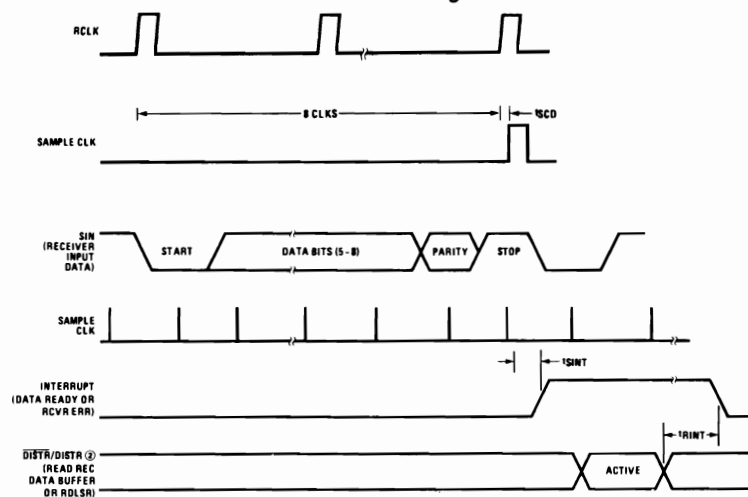 RCLK
8 CLKS
tSCD
SAMPLE CLK
SIN
(RECEIVER
INPUT
DATA)
START
DATA BITS (5 - 8)
PARITY
STOP
SAMPLE
CLK
tSINT
INTERRUPT
(DATA READY OR
RCVR ERR)
tRINT
DISTR/DISTR ②
(READ REC
DATA BUFFER
OR RDLSR)
ACTIVE